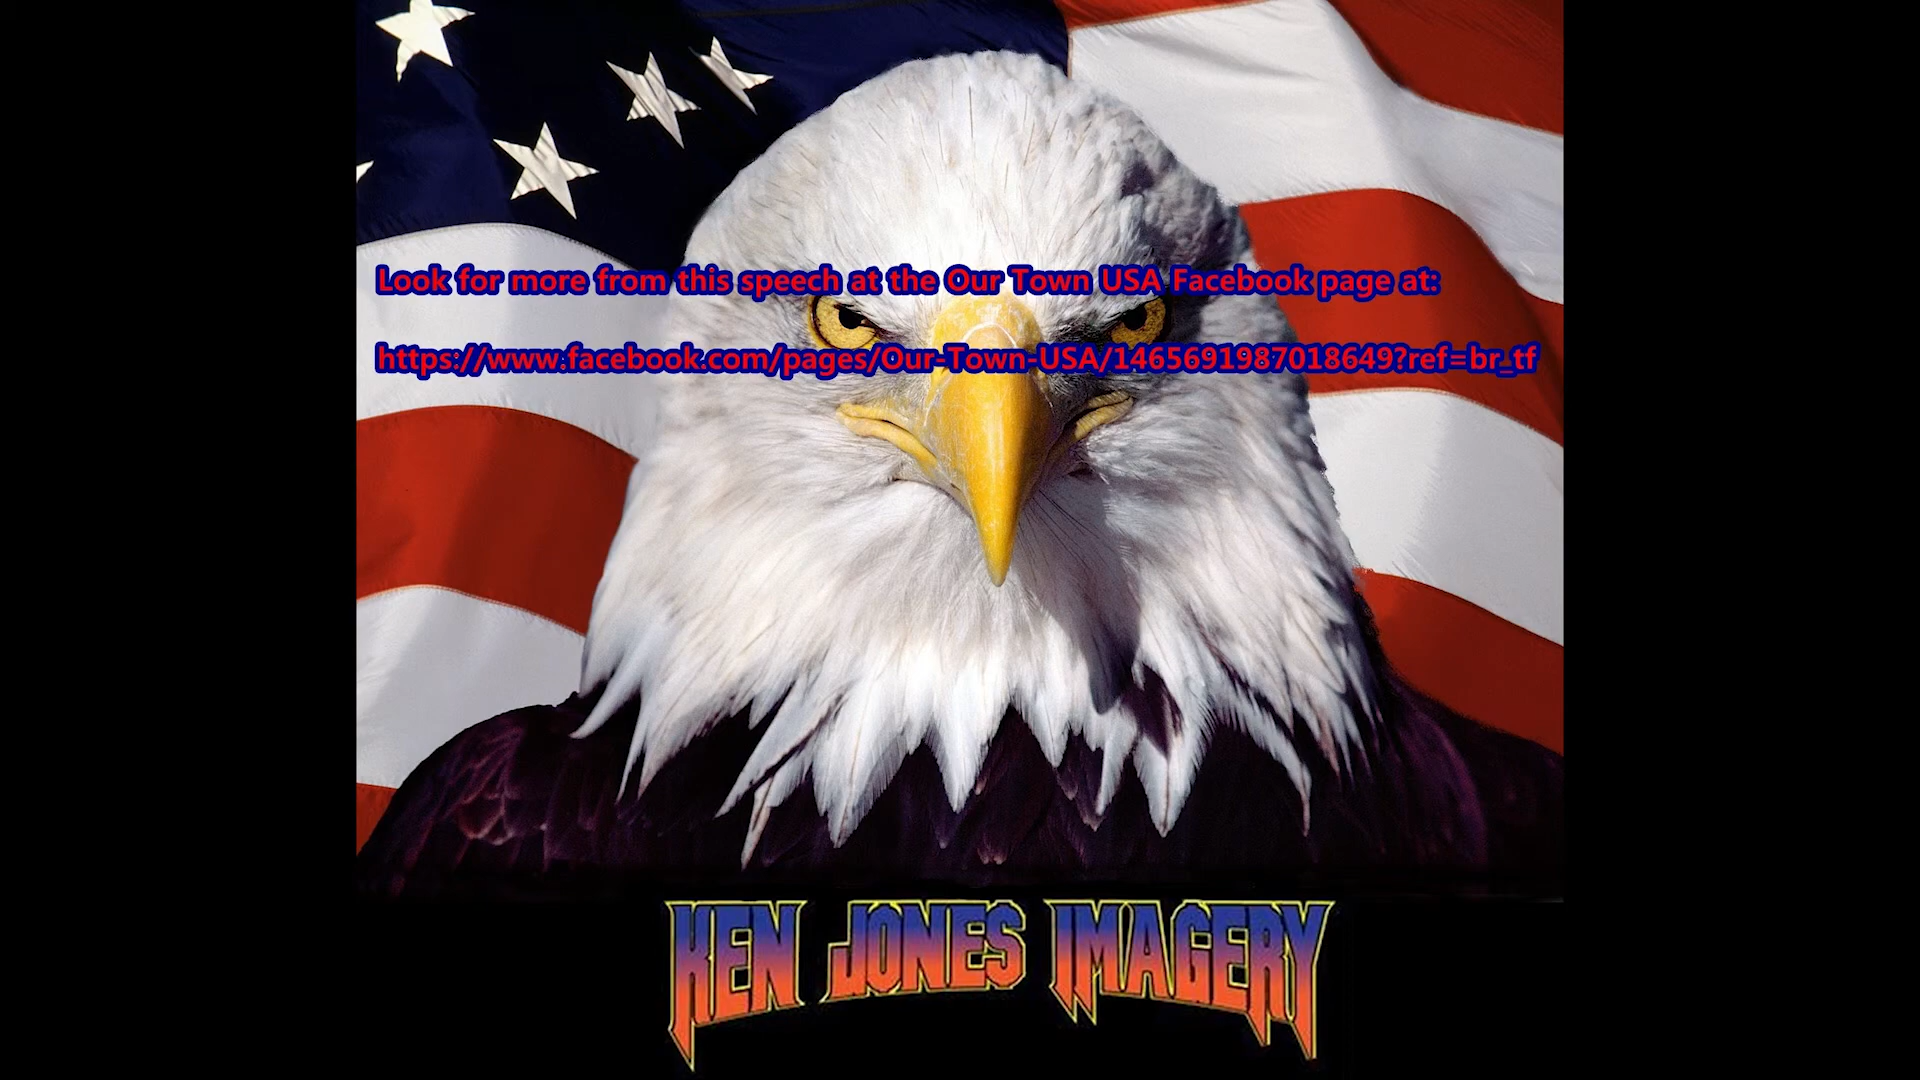 Look for more from this speech at the Our Town USA Facebook page at:
https://www.facebook.com/pages/Our-Town-USA/1465691987018649?ref=br_tf
KEN JONES IMAGERY